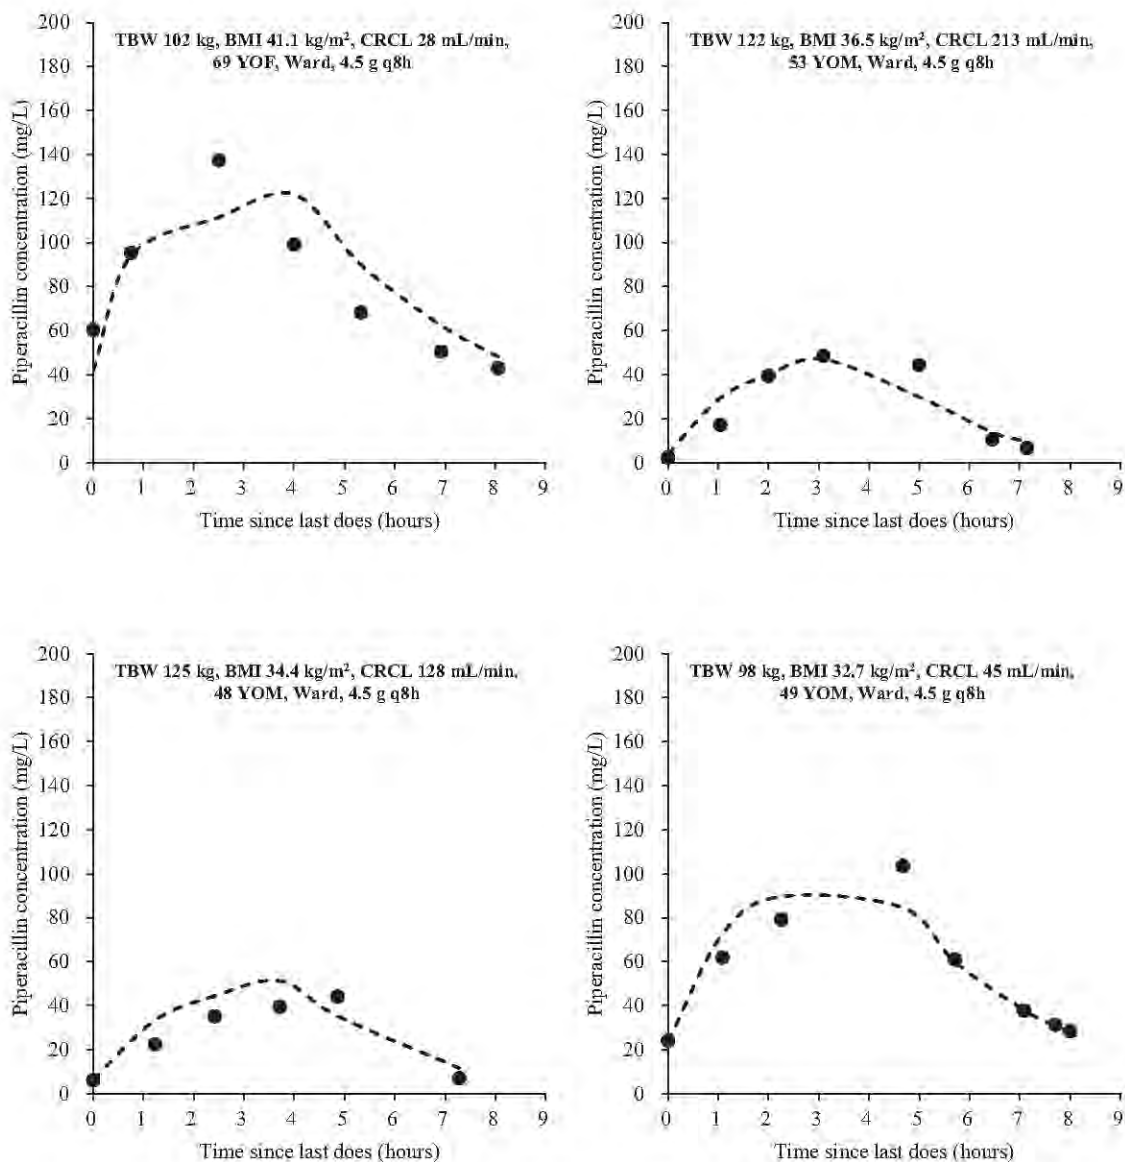 TBW 102 kg, BMI 41.1 kg/m², CRCL 28 mL/min,
69 YOF, Ward, 4.5 g q8h
Piperacillin concentration (mg/L)
200
180
160
140
120
100
80
60
40
20
0
0 1 2 3 4 5 6 7 8 9
Time since last does (hours)
TBW 122 kg, BMI 36.5 kg/m², CRCL 213 mL/min,
53 YOM, Ward, 4.5 g q8h
Piperacillin concentration (mg/L)
200
180
160
140
120
100
80
60
40
20
0
0 1 2 3 4 5 6 7 8 9
Time since last does (hours)
TBW 125 kg, BMI 34.4 kg/m², CRCL 128 mL/min,
48 YOM, Ward, 4.5 g q8h
Piperacillin concentration (mg/L)
200
180
160
140
120
100
80
60
40
20
0
0 1 2 3 4 5 6 7 8 9
Time since last does (hours)
TBW 98 kg, BMI 32.7 kg/m², CRCL 45 mL/min,
49 YOM, Ward, 4.5 g q8h
Piperacillin concentration (mg/L)
200
180
160
140
120
100
80
60
40
20
0
0 1 2 3 4 5 6 7 8 9
Time since last does (hours)